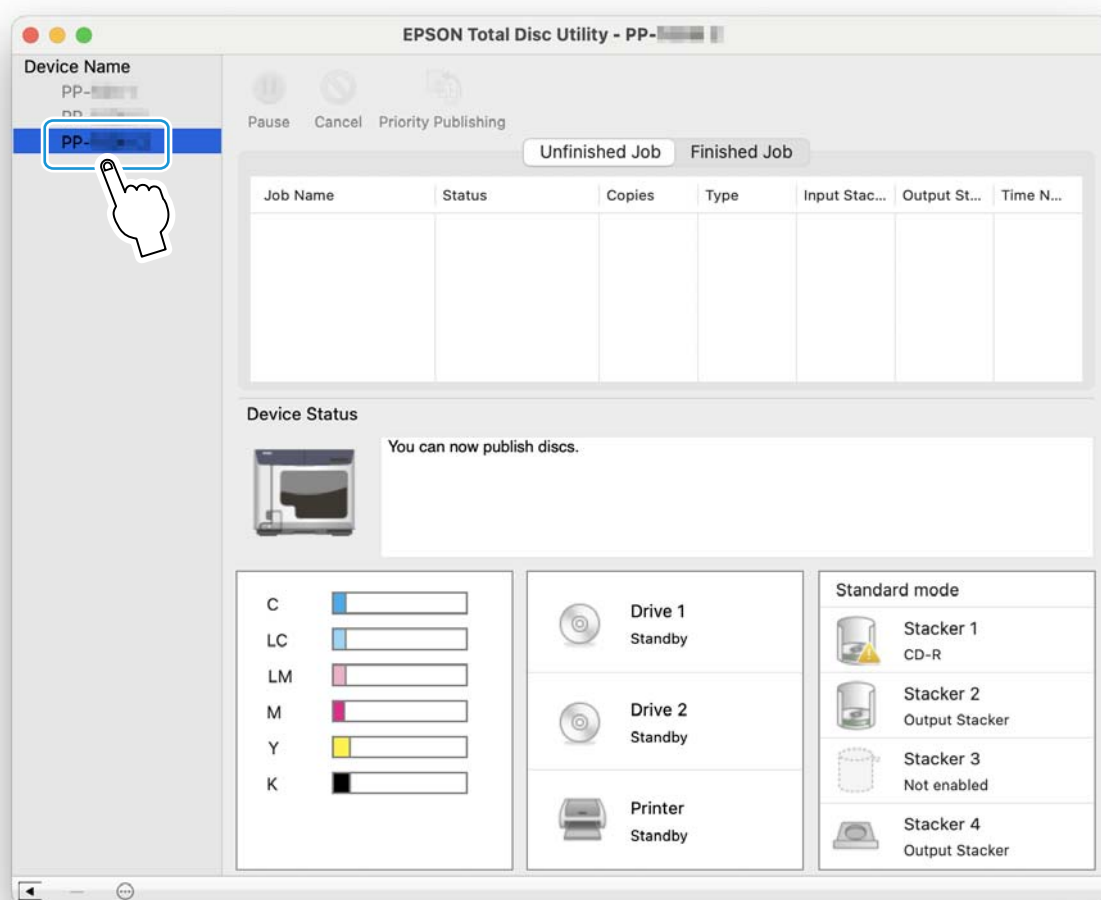 EPSON Total Disc Utility - PP-
Device Name
PP-
PP-
PP-
Pause Cancel Priority Publishing
Unfinished Job Finished Job
Job Name Status Copies Type Input Stac... Output St... Time N...
Device Status
You can now publish discs.
C
LC
LM
M
Y
K
Drive 1
Standby
Drive 2
Standby
Printer
Standby
Standard mode
Stacker 1
CD-R
Stacker 2
Output Stacker
Stacker 3
Not enabled
Stacker 4
Output Stacker